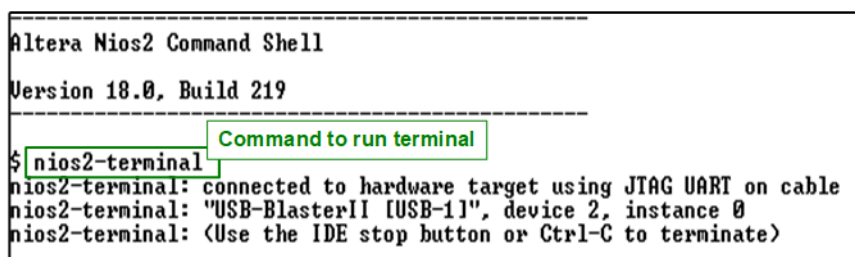 Altera Nios2 Command Shell
Version 18.0, Build 219
Command to run terminal
$ nios2-terminal
nios2-terminal: connected to hardware target using JTAG UART on cable
nios2-terminal: "USB-BlasterII [USB-1]", device 2, instance 0
nios2-terminal: (Use the IDE stop button or Ctrl-C to terminate)